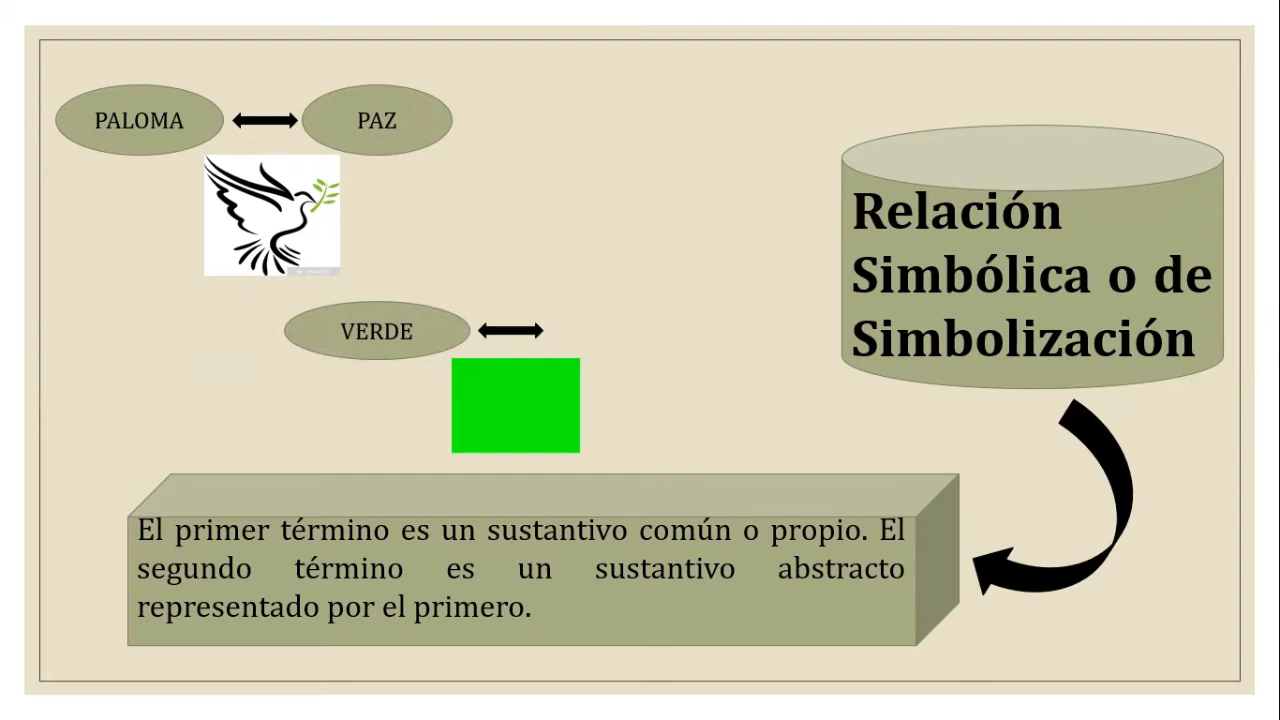 PALOMA
PAZ
VERDE
Relación
Simbólica o de
Simbolización
El primer término es un sustantivo común o propio. El
segundo término es un sustantivo abstracto
representado por el primero.